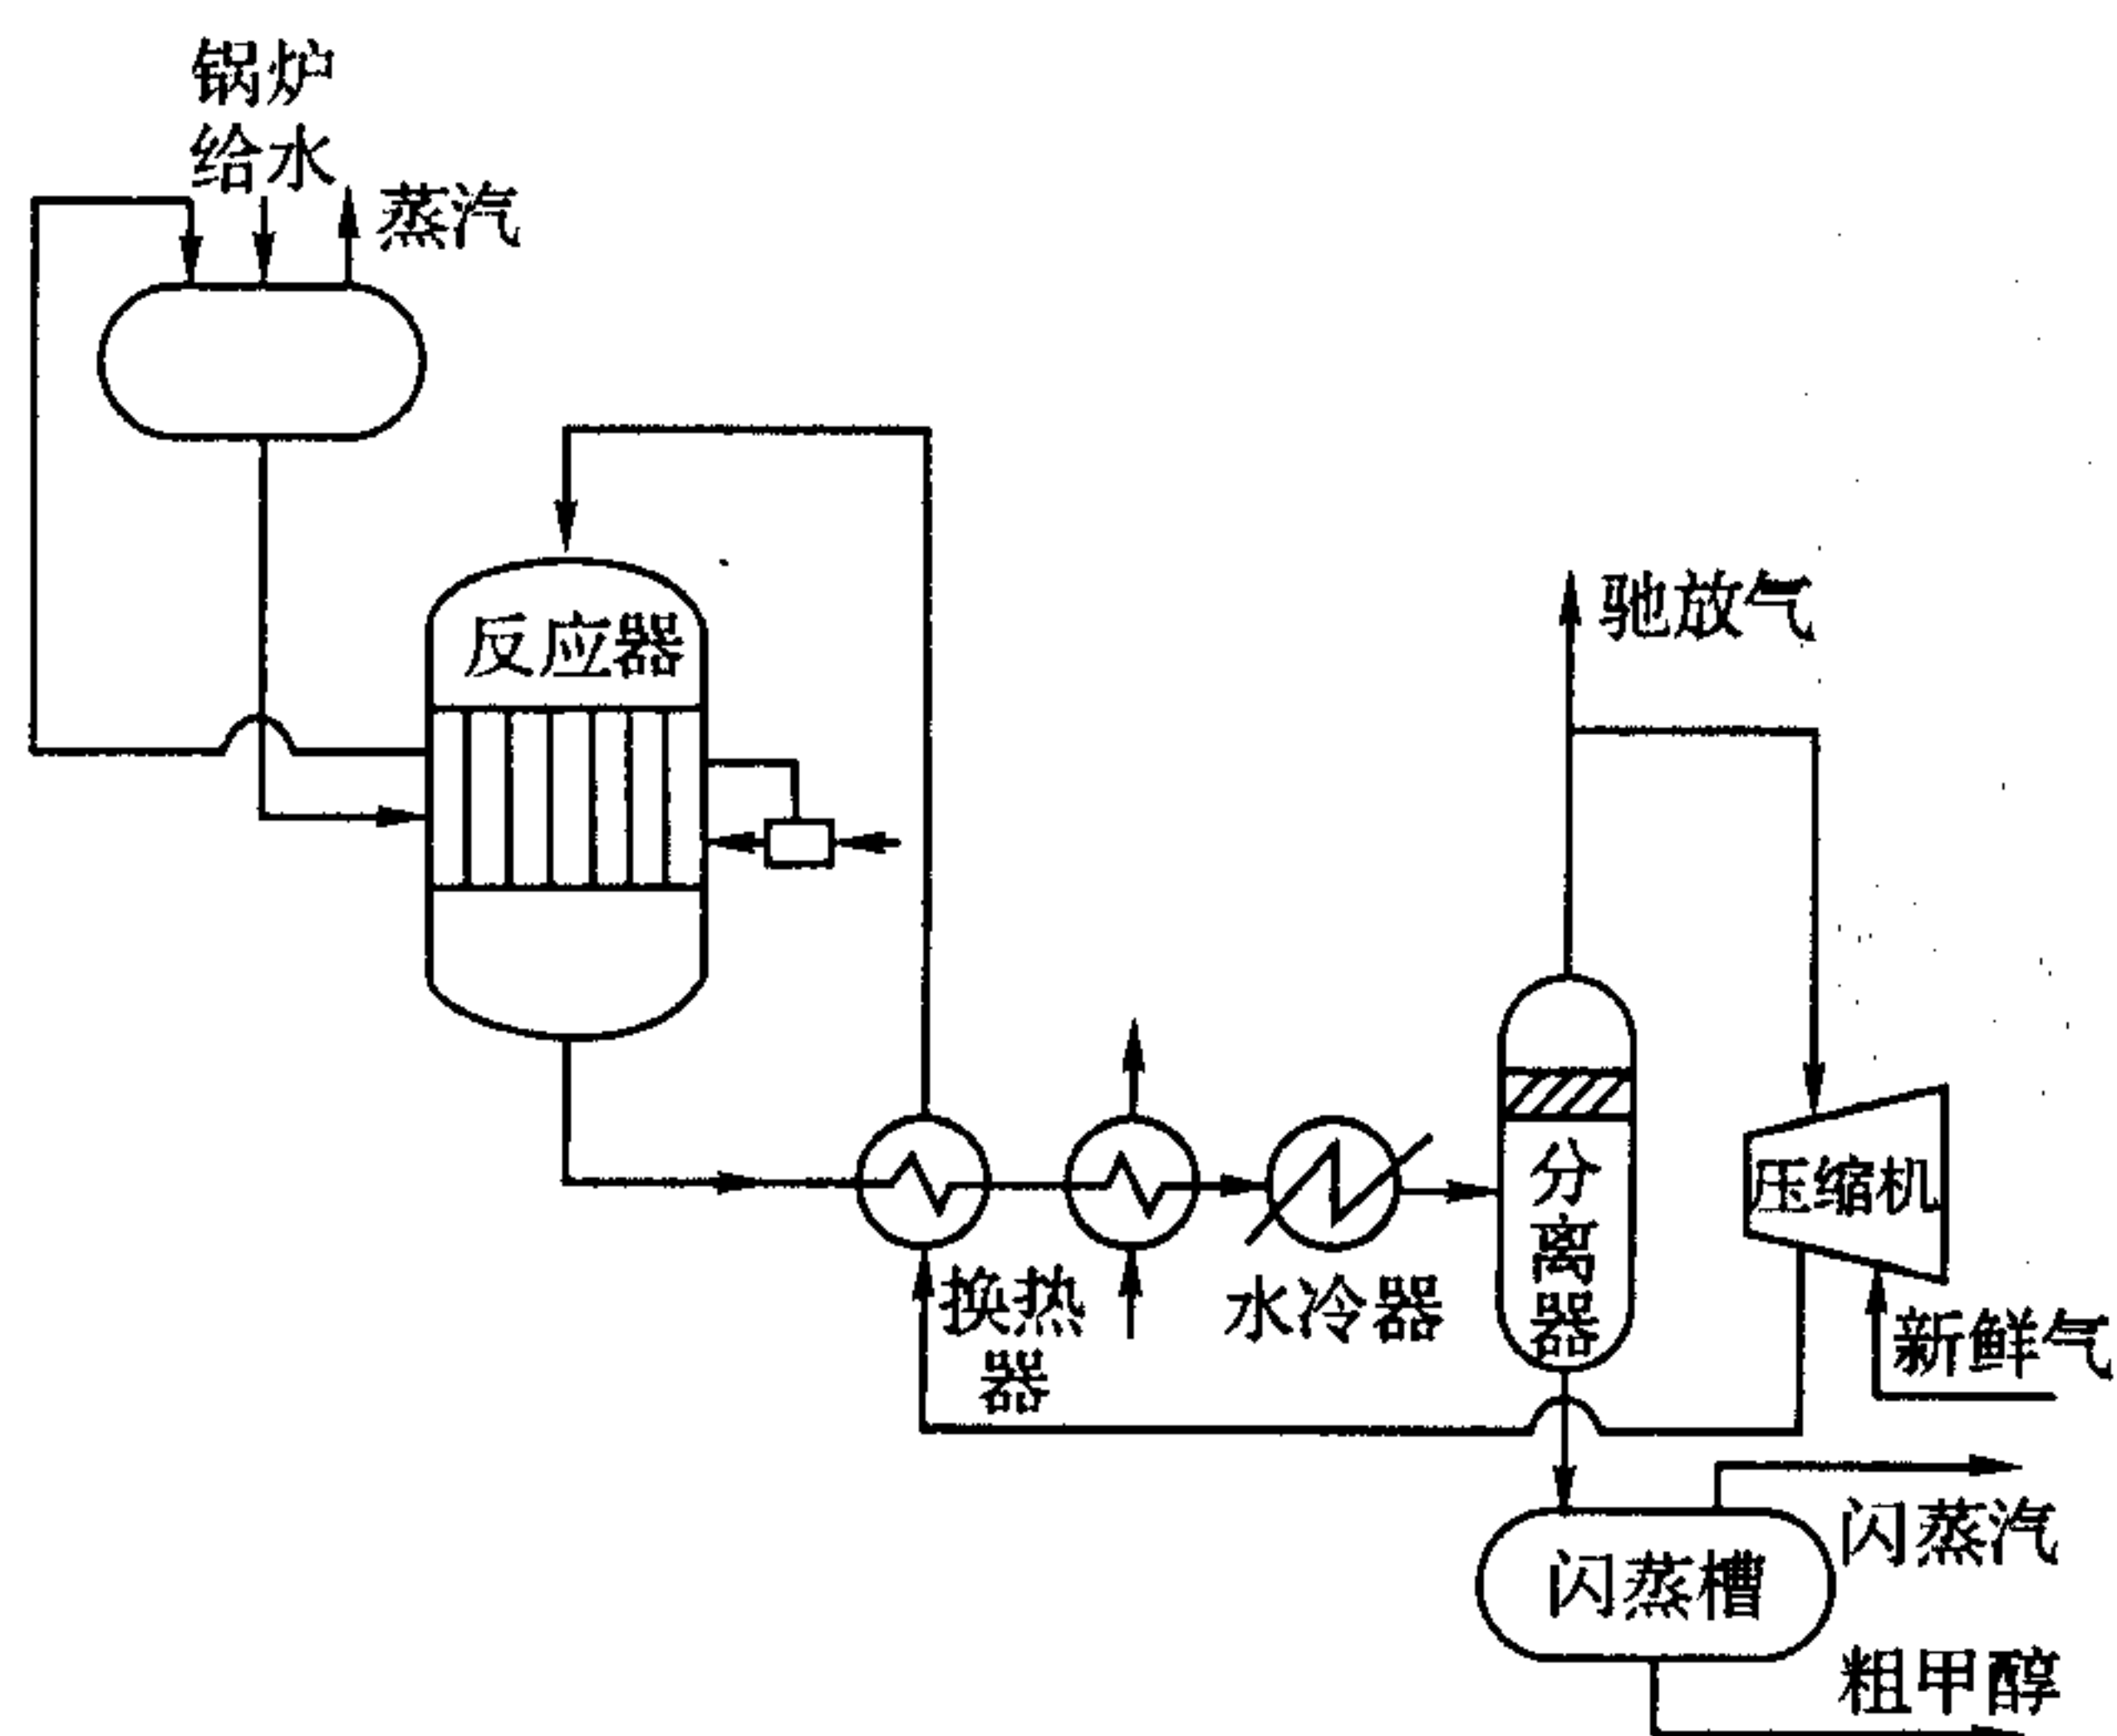 锅炉
给水
蒸汽
反应器
驰放气
分
离
器
压缩机
换热
器
水冷器
新鲜气
闪蒸汽
闪蒸槽
粗甲醇